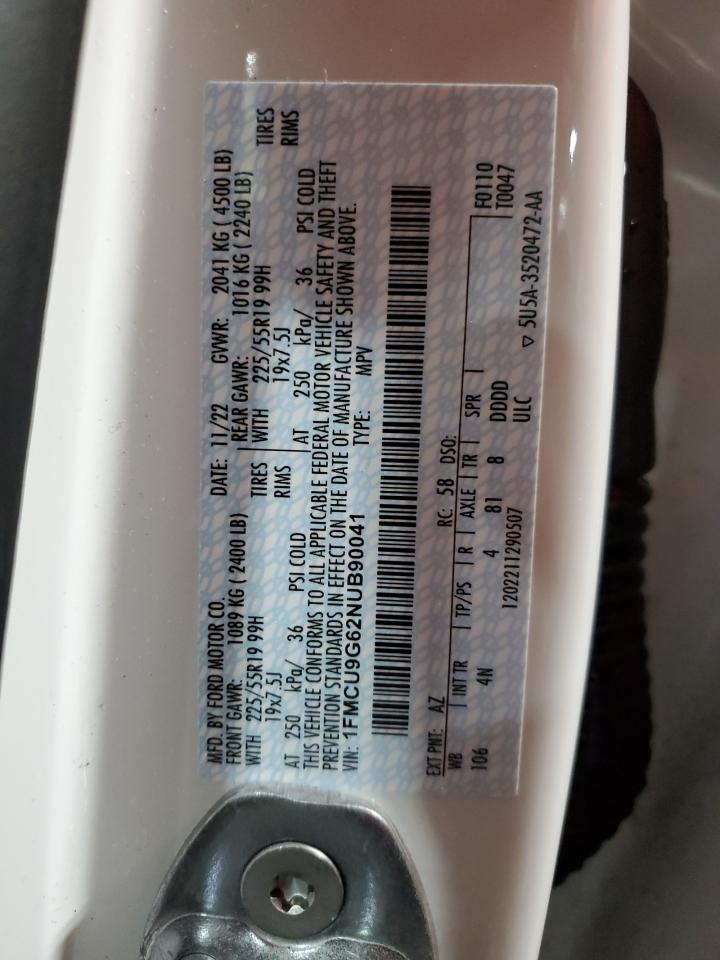 MFD. BY FORD MOTOR CO.
DATE: 11/22 GVWR: 2041 KG ( 4500 LB)
FRONT GAWR: 1089 KG ( 2400 LB)
REAR GAWR: 1016 KG ( 2240 LB)
WITH 225/55R19 99H TIRES
WITH 225/55R19 99H TIRES
19x7.5J RIMS
19x7.5J RIMS
AT 250 kPa/ 36 PSI COLD
AT 250 kPa/ 36 PSI COLD
THIS VEHICLE CONFORMS TO ALL APPLICABLE FEDERAL MOTOR VEHICLE SAFETY AND THEFT
PREVENTION STANDARDS IN EFFECT ON THE DATE OF MANUFACTURE SHOWN ABOVE.
VIN: 1FMCU9G62NUB90041 TYPE: MPV
EXT PNT: AZ RC: 58 DSO:
WB INT TR TP/PS R AXLE TR SPR F0110
106 4N 4 81 8 DDDD T0047
ULC
1202211290507 ▽ 5U5A-3520472-AA